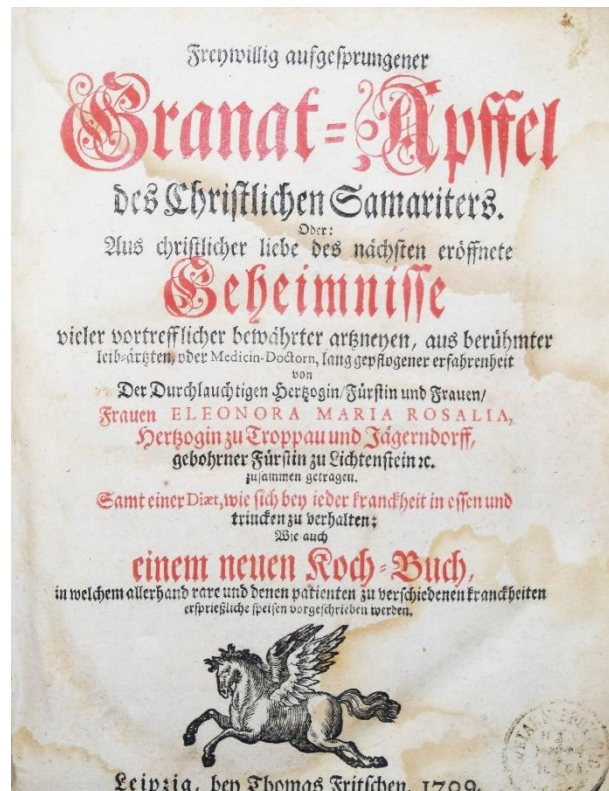 Freywillig aufgesprungener
Granat=Apffel
des Christlichen Samariters.
Oder:
Aus christlicher liebe des nächsten eröffnete
Geheimnisse
vieler vortrefflicher bewährter artzneyen, aus berühmter
leib=ärtzten, oder Medicin-Doctorn, lang gepflogener erfahrenheit
von
Der Durchlauchtigen Hertzogin/Fürstin und Frauen/
Frauen ELEONORA MARIA ROSALIA,
Hertzogin zu Troppau und Jägerndorff,
gebohrner Fürstin zu Lichtenstein ꝛc.
zusammen getragen.
Samt einer Diæt, wie sich bey ieder kranckheit in essen und
trincken zu verhalten;
Wie auch
einem neuen Koch=Buch,
in welchem allerhand rare und denen patienten zu verschiedenen kranckheiten
ersprießliche speisen vorgeschrieben werden.
Leipzig, bey Thomas Fritschen, 1709.